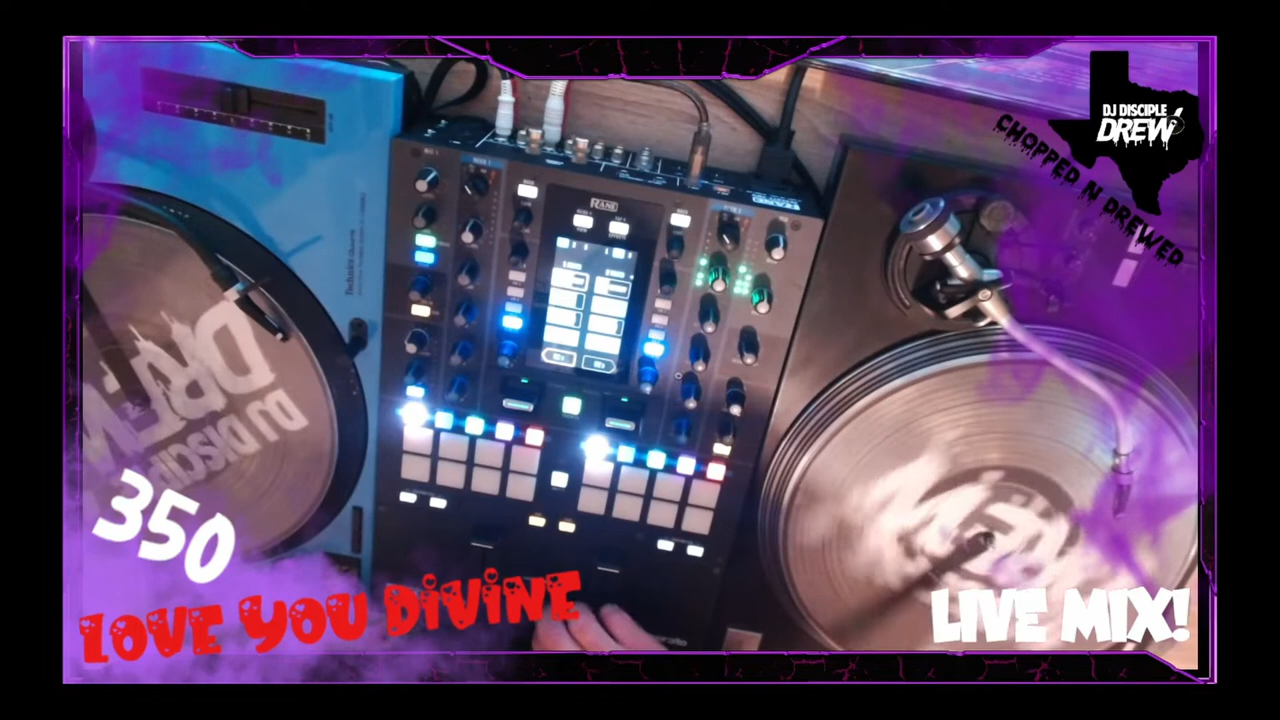 DJ DISCIPLE
DREW
CHOPPED N DREWED
RANE
Technics
DJ DISCIPLE
DREW
350
LOVE YOU DIVINE
LIVE MIX!